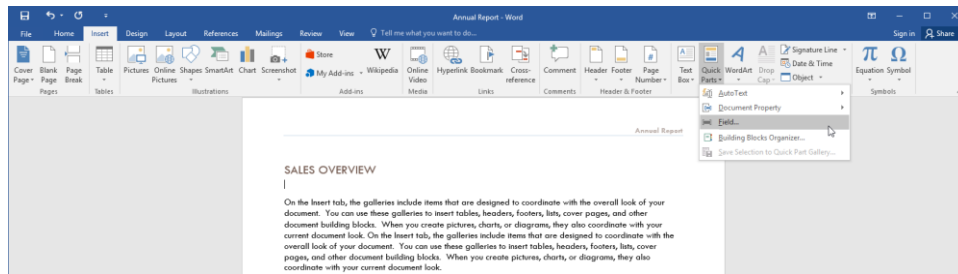 Annual Report - Word
File Home Insert Design Layout References Mailings Review View Tell me what you want to do... Sign in Share
Cover Page Blank Page Page Break Table Pictures Online Pictures Shapes SmartArt Chart Screenshot Store My Add-ins Wikipedia Online Video Hyperlink Bookmark Cross-reference Comment Header Footer Page Number Text Box Quick Parts WordArt Drop Cap Signature Line Date & Time Object Equation Symbol
Pages Tables Illustrations Add-ins Media Links Comments Header & Footer Symbols
AutoText
Document Property
Field...
Building Blocks Organizer...
Save Selection to Quick Part Gallery...
Annual Report
SALES OVERVIEW
On the Insert tab, the galleries include items that are designed to coordinate with the overall look of your
document. You can use these galleries to insert tables, headers, footers, lists, cover pages, and other
document building blocks. When you create pictures, charts, or diagrams, they also coordinate with your
current document look. On the Insert tab, the galleries include items that are designed to coordinate with the
overall look of your document. You can use these galleries to insert tables, headers, footers, lists, cover
pages, and other document building blocks. When you create pictures, charts, or diagrams, they also
coordinate with your current document look.